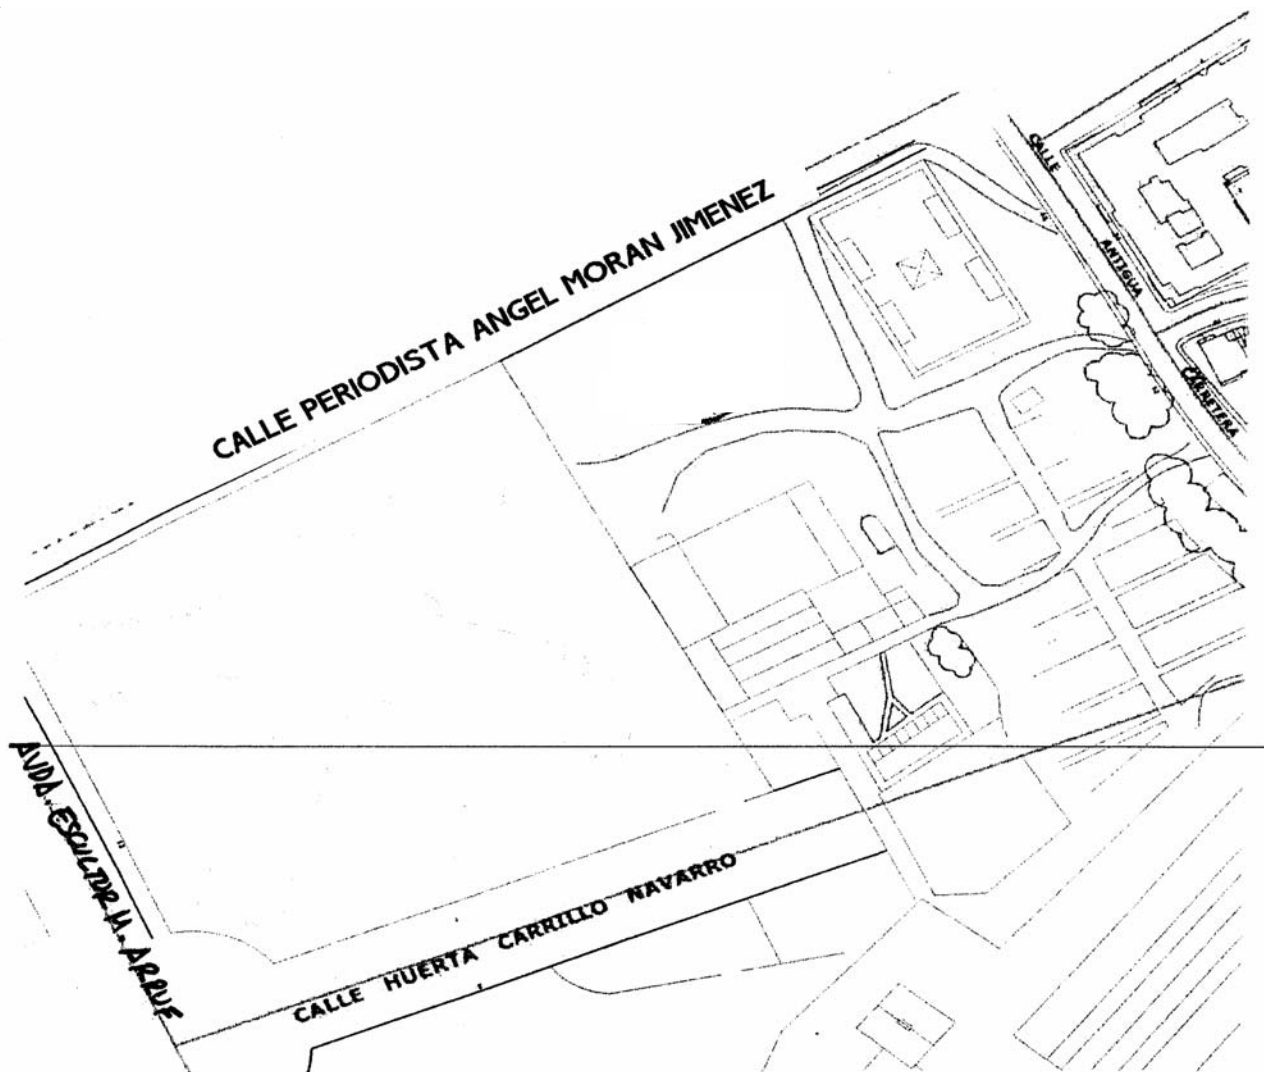 CALLE PERIODISTA ANGEL MORAN JIMENEZ
CALLE
ANTIGUA
CARRETERA
AVDA. ESCULTOR M. ARRUF
CALLE HUERTA CARRILLO NAVARRO